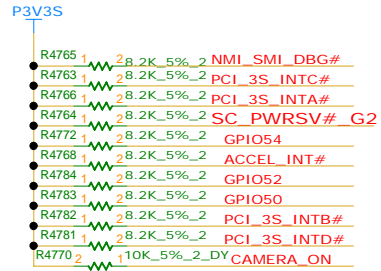 P3V3S
R4765 1 2 8.2K_5%_2 NMI_SMI_DBG#
R4763 1 2 8.2K_5%_2 PCI_3S_INTC#
R4766 1 2 8.2K_5%_2 PCI_3S_INTA#
R4764 1 2 8.2K_5%_2 SC_PWRSV#_G2
R4772 1 2 8.2K_5%_2 GPIO54
R4768 1 2 8.2K_5%_2 ACCEL_INT#
R4784 1 2 8.2K_5%_2 GPIO52
R4783 1 2 8.2K_5%_2 GPIO50
R4782 1 2 8.2K_5%_2 PCI_3S_INTB#
R4781 1 2 8.2K_5%_2 PCI_3S_INTD#
R4770 2 1 10K_5%_2_DY CAMERA_ON